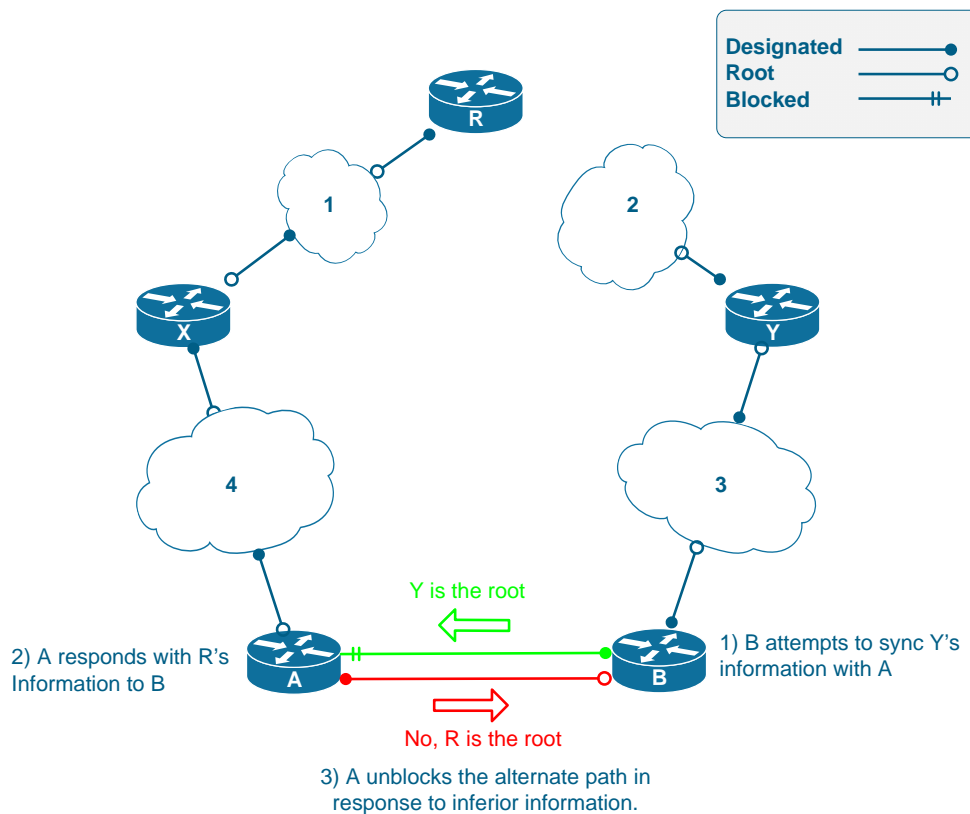 Designated
Root
Blocked
R
1
2
X
Y
4
3
Y is the root
2) A responds with R's
Information to B
A
B
1) B attempts to sync Y's
information with A
No, R is the root
3) A unblocks the alternate path in
response to inferior information.